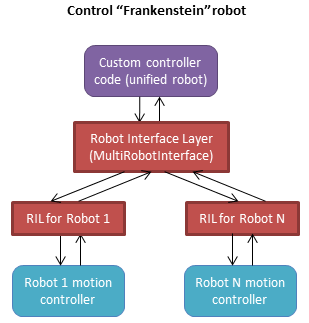 Control “Frankenstein”robot
Custom controller
code (unified robot)
Robot Interface Layer
(MultiRobotInterface)
RIL for Robot 1
RIL for Robot N
Robot 1 motion
controller
Robot N motion
controller